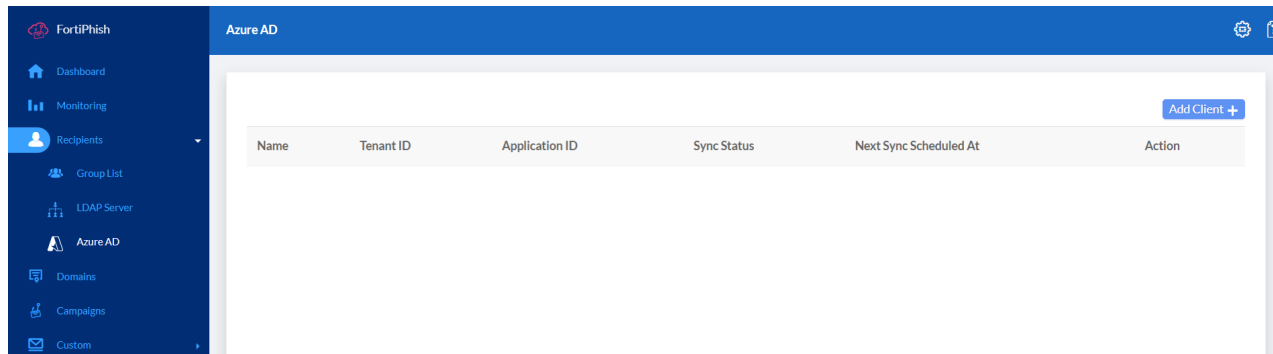 FortiPhish
Azure AD
Dashboard
Monitoring
Recipients
Group List
LDAP Server
Azure AD
Domains
Campaigns
Custom
Add Client +
Name Tenant ID Application ID Sync Status Next Sync Scheduled At Action